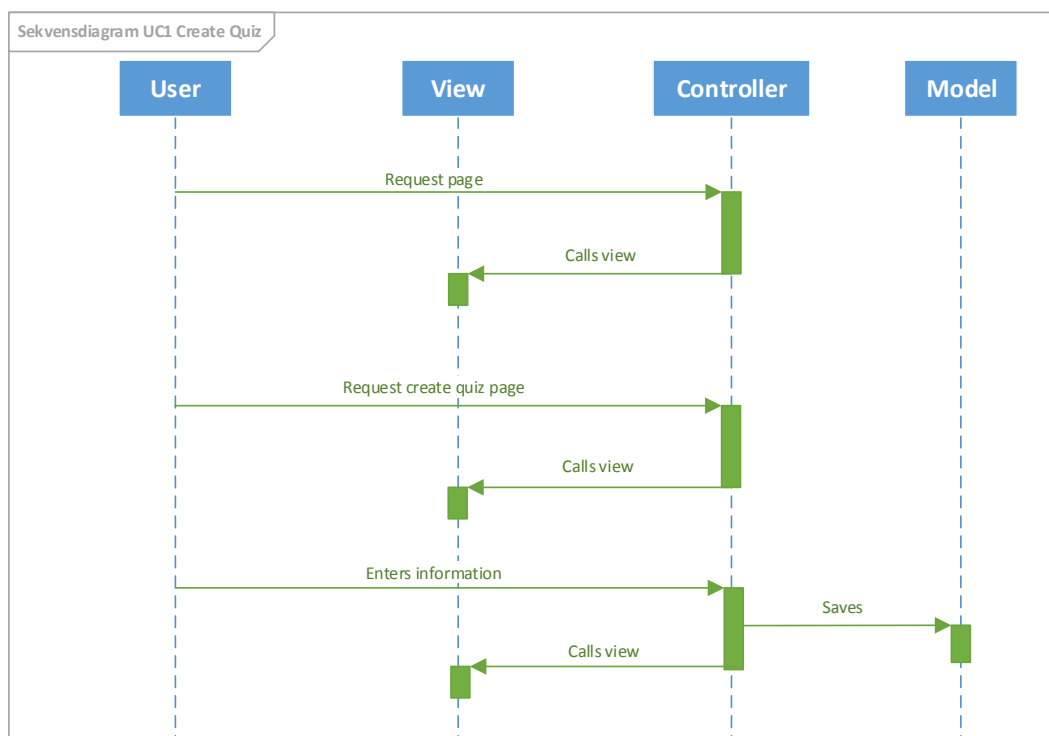 Sekvensdiagram UC1 Create Quiz
User
View
Controller
Model
Request page
Calls view
Request create quiz page
Calls view
Enters information
Saves
Calls view